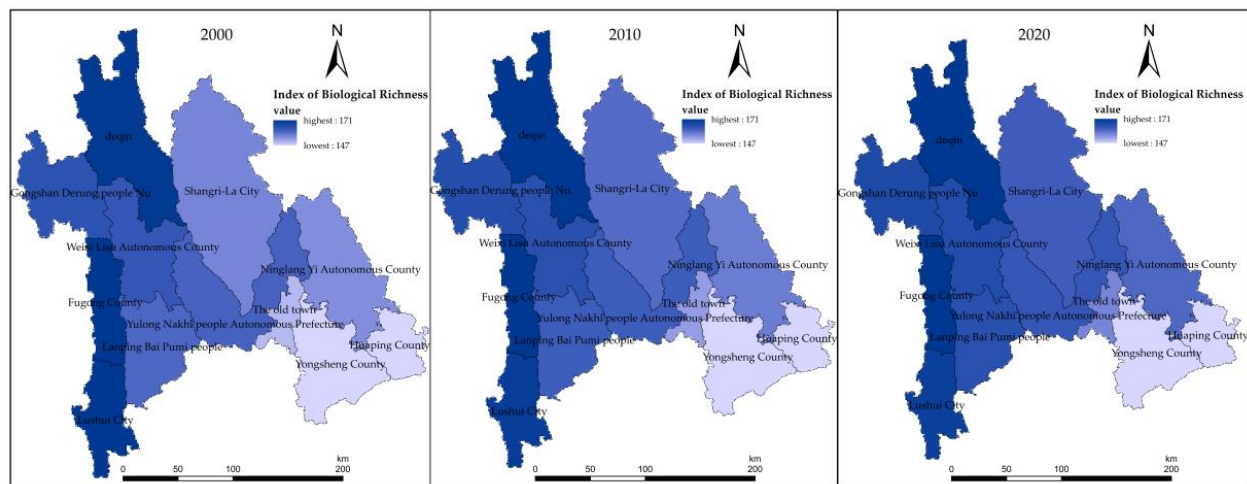 2000
N
Index of Biological Richness
value
highest : 171
lowest : 147
deqin
Gongshan Derung people Nu
Shangri-La City
Weixi Lisu Autonomous County
Ninglang Yi Autonomous County
Fugong County
The old town
Yulong Nakhi people Autonomous Prefecture
Lanping Bai Pumi people
Huaping County
Yongsheng County
Lushui City
km
0 50 100 200
2010
N
Index of Biological Richness
value
highest : 171
lowest : 147
deqin
Gongshan Derung people Nu
Shangri-La City
Weixi Lisu Autonomous County
Ninglang Yi Autonomous County
Fugong County
The old town
Yulong Nakhi people Autonomous Prefecture
Lanping Bai Pumi people
Huaping County
Yongsheng County
Lushui City
km
0 50 100 200
2020
N
Index of Biological Richness
value
highest : 171
lowest : 147
deqin
Gongshan Derung people Nu
Shangri-La City
Weixi Lisu Autonomous County
Ninglang Yi Autonomous County
Fugong County
The old town
Yulong Nakhi people Autonomous Prefecture
Lanping Bai Pumi people
Huaping County
Yongsheng County
Lushui City
km
0 50 100 200